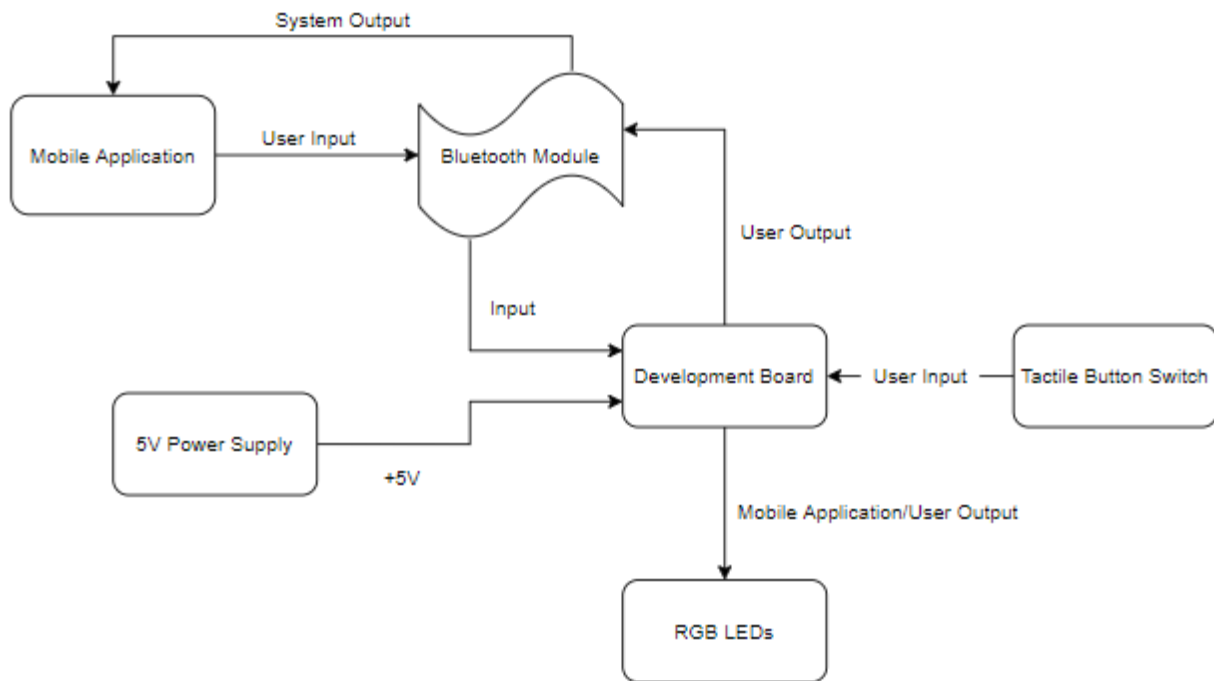 System Output
Mobile Application
User Input
Bluetooth Module
User Output
Input
Development Board
User Input
Tactile Button Switch
5V Power Supply
+5V
Mobile Application/User Output
RGB LEDs